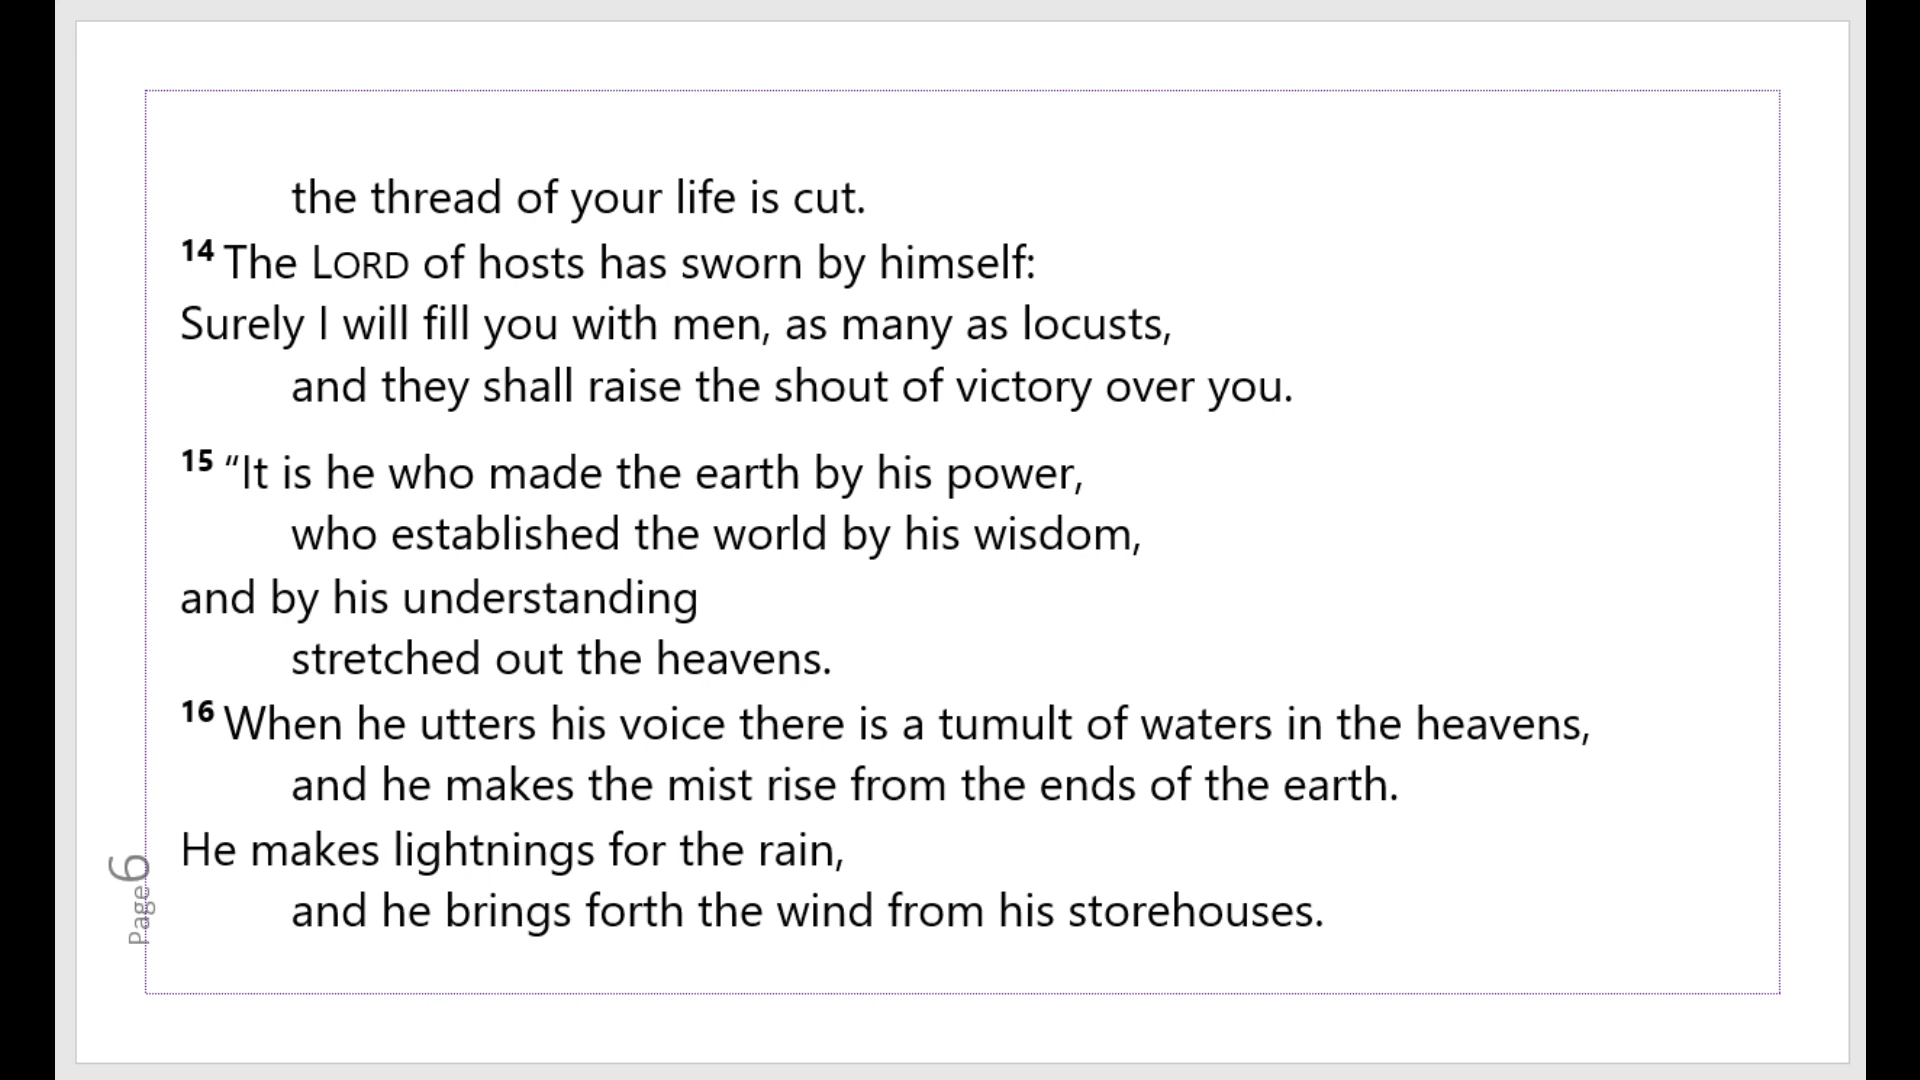 the thread of your life is cut.
14 The LORD of hosts has sworn by himself:
Surely I will fill you with men, as many as locusts,
and they shall raise the shout of victory over you.
15 “It is he who made the earth by his power,
who established the world by his wisdom,
and by his understanding
stretched out the heavens.
16 When he utters his voice there is a tumult of waters in the heavens,
and he makes the mist rise from the ends of the earth.
He makes lightnings for the rain,
and he brings forth the wind from his storehouses.
Page 6